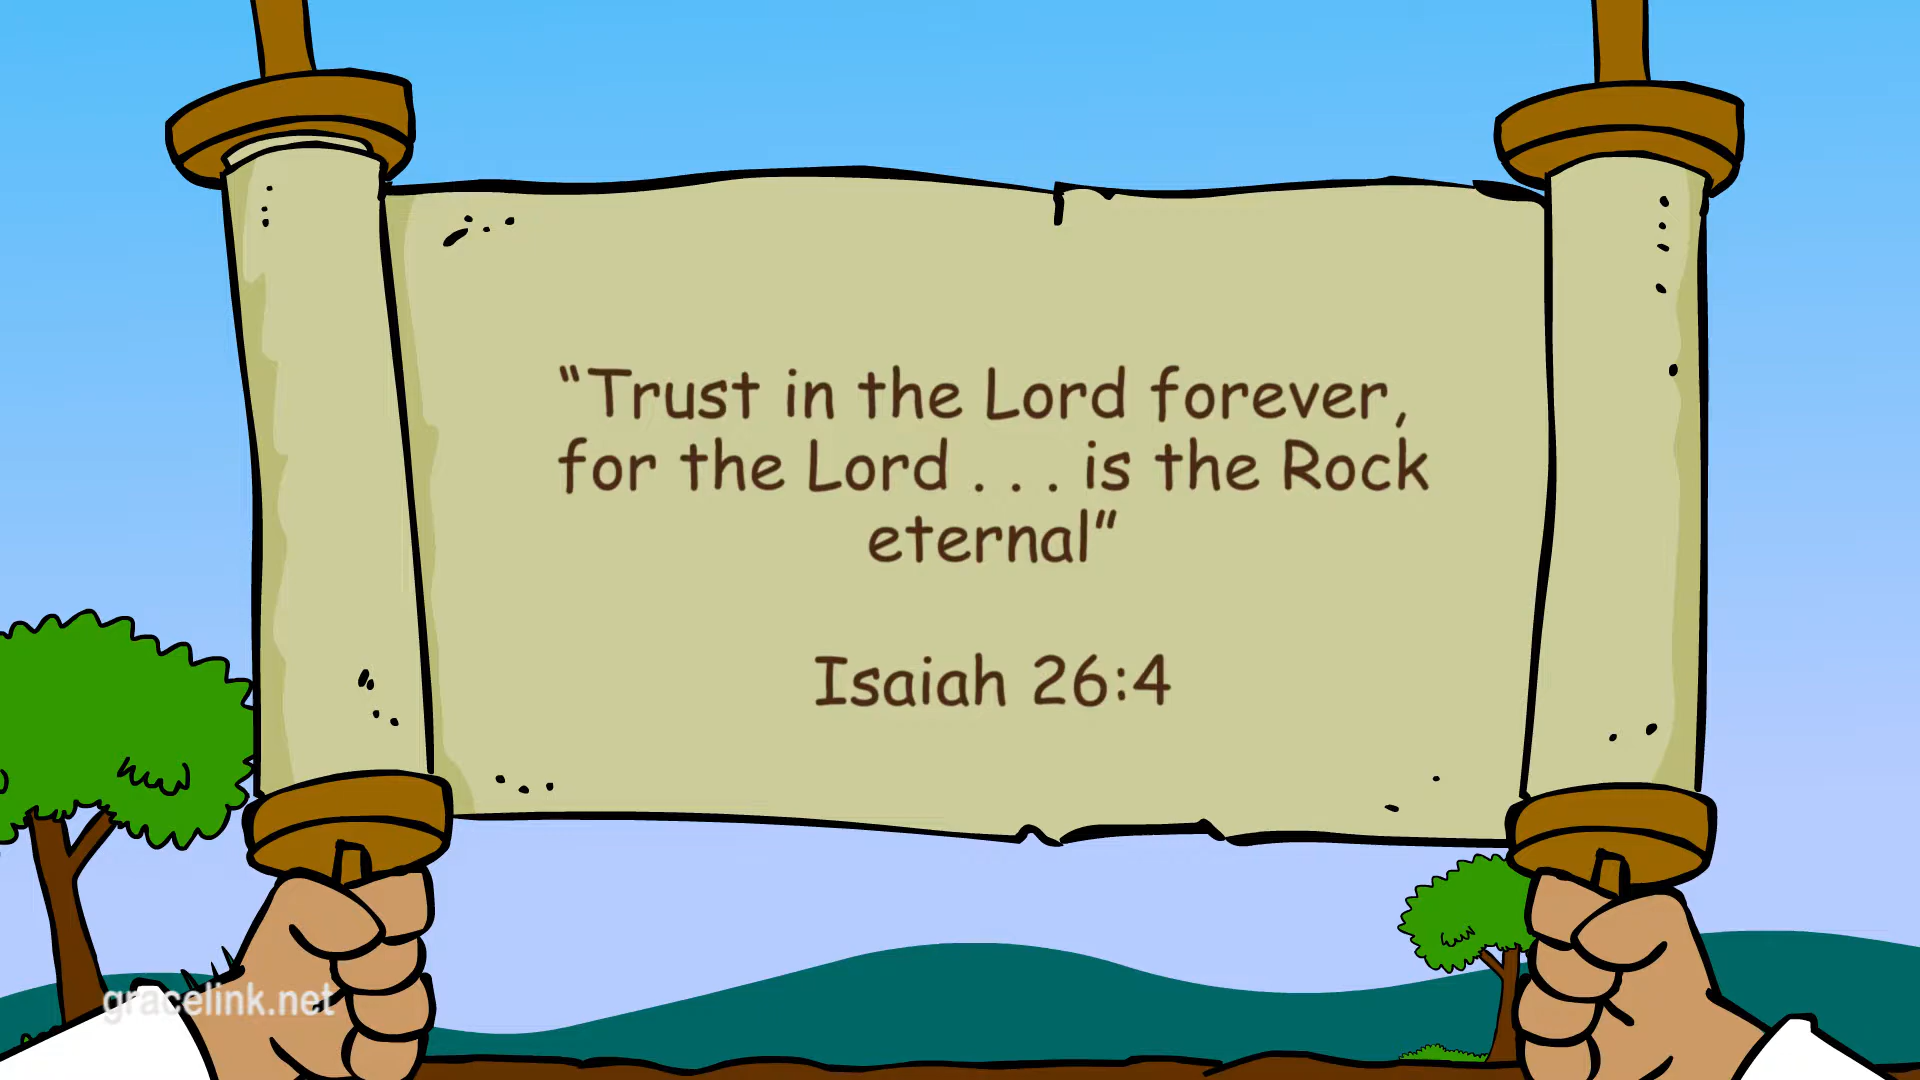 “Trust in the Lord forever,
for the Lord . . . is the Rock
eternal”
Isaiah 26:4
gracelink.net